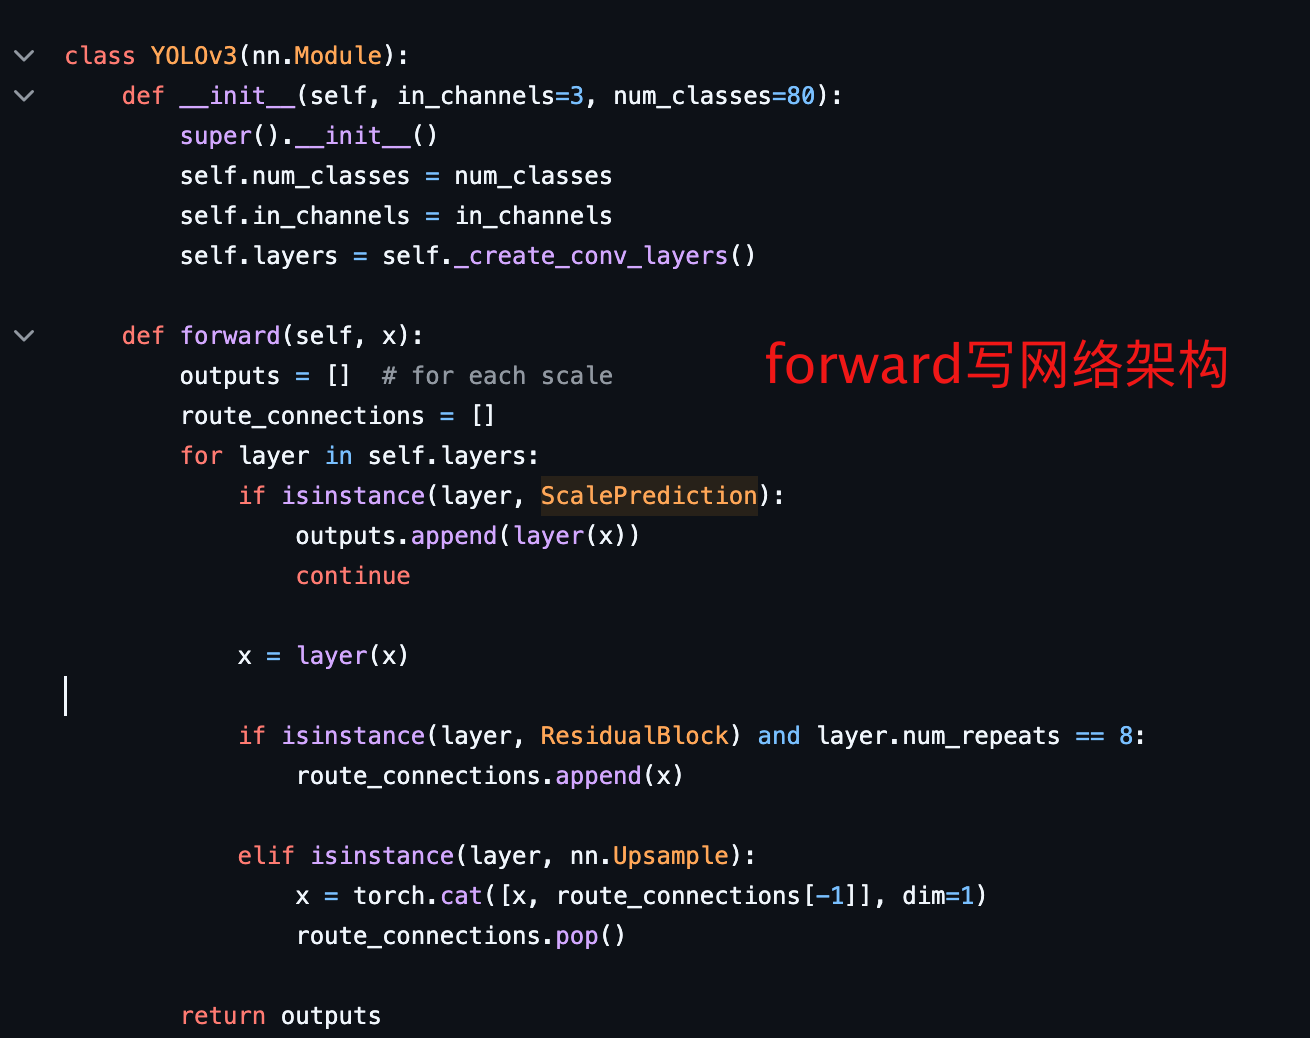 class YOLOv3(nn.Module):
    def __init__(self, in_channels=3, num_classes=80):
        super().__init__()
        self.num_classes = num_classes
        self.in_channels = in_channels
        self.layers = self._create_conv_layers()
    def forward(self, x):
forward写网络架构
        outputs = []  # for each scale
        route_connections = []
        for layer in self.layers:
            if isinstance(layer, ScalePrediction):
                outputs.append(layer(x))
                continue
            x = layer(x)
            if isinstance(layer, ResidualBlock) and layer.num_repeats == 8:
                route_connections.append(x)
            elif isinstance(layer, nn.Upsample):
                x = torch.cat([x, route_connections[-1]], dim=1)
                route_connections.pop()
        return outputs